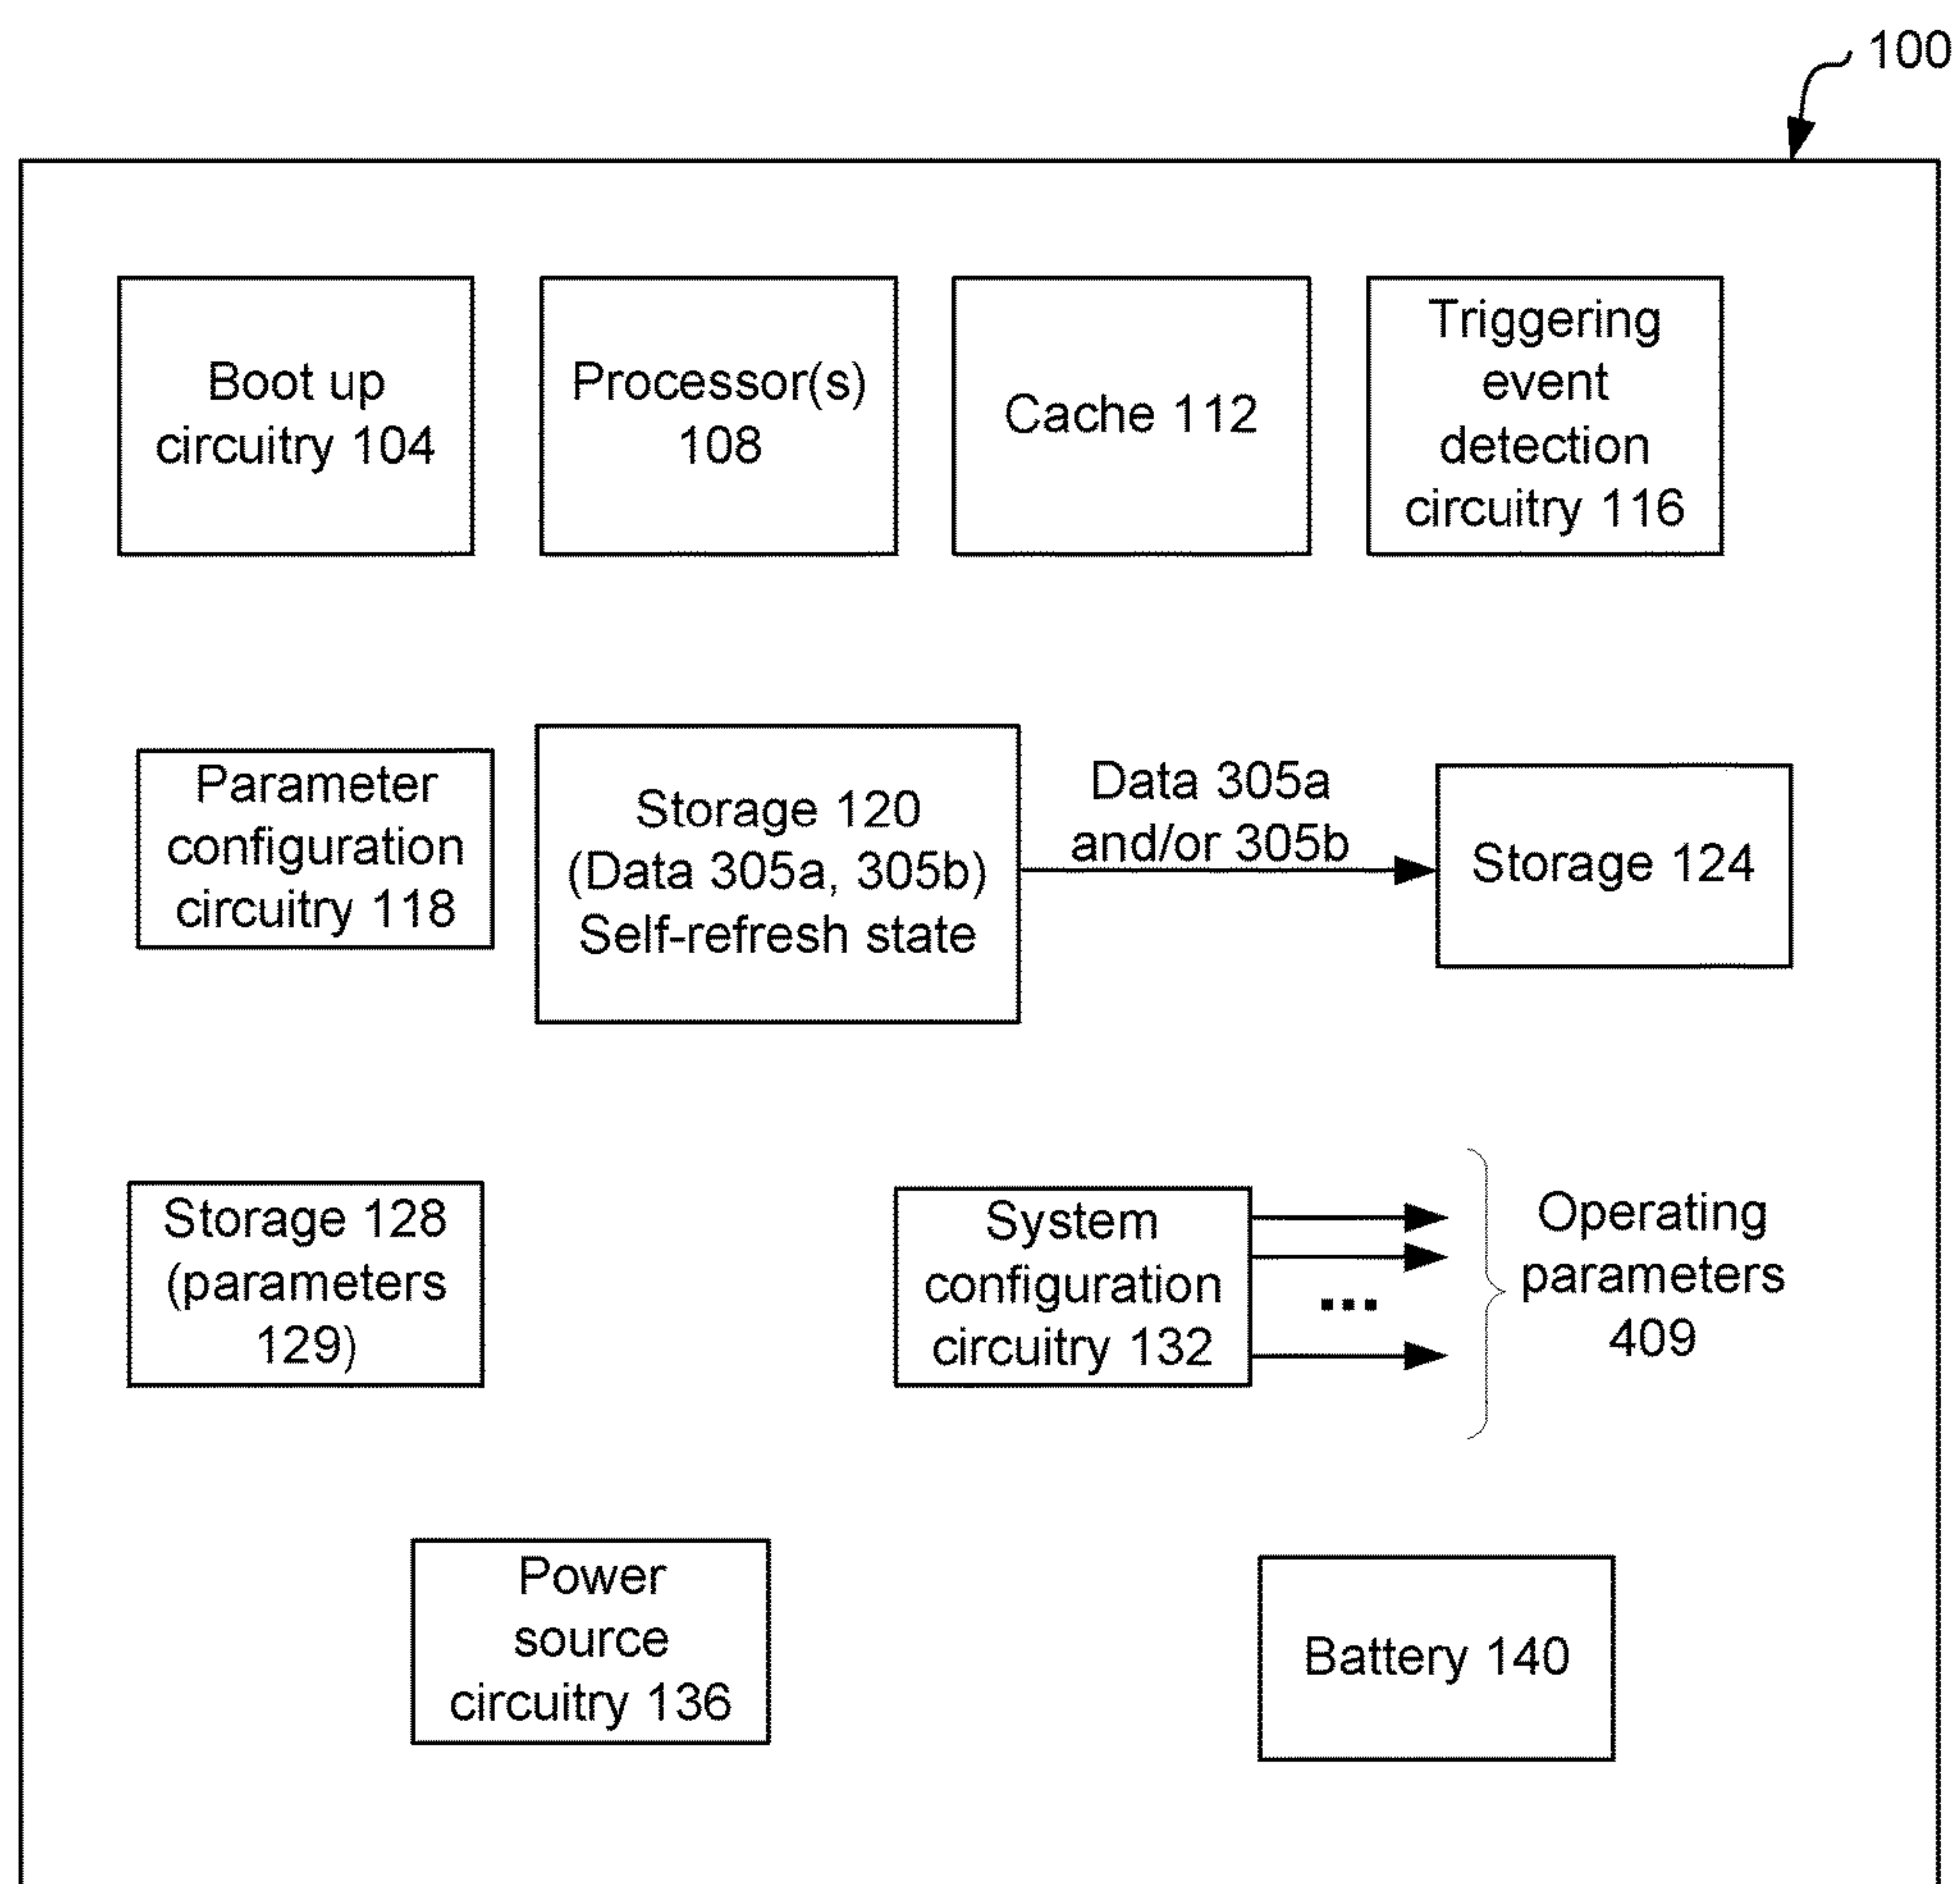 100
Boot up
circuitry 104
Processor(s)
108
Cache 112
Triggering
event
detection
circuitry 116
Parameter
configuration
circuitry 118
Storage 120
(Data 305a, 305b)
Self-refresh state
Data 305a
and/or 305b
Storage 124
Storage 128
(parameters
129)
System
configuration
circuitry 132
...
Operating
parameters
409
Power
source
circuitry 136
Battery 140